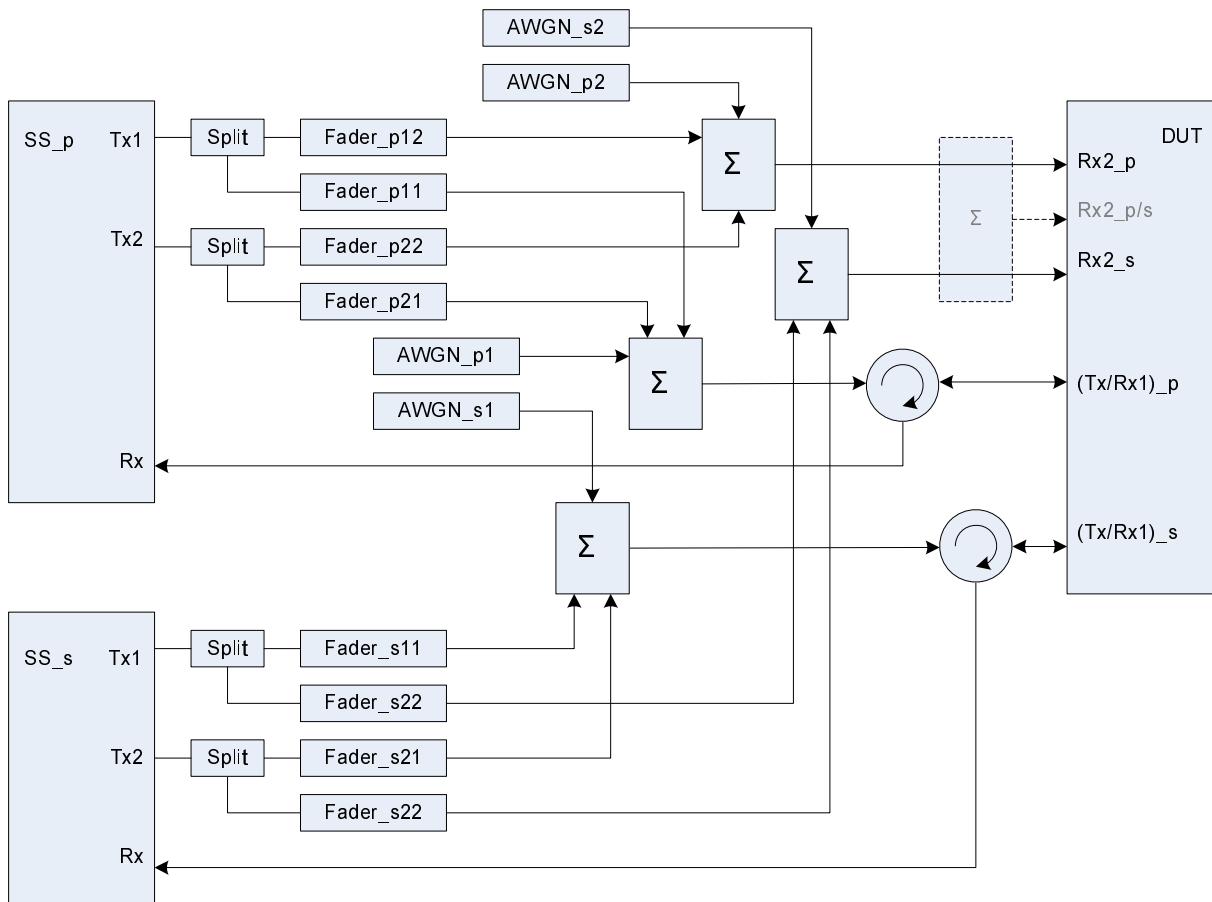 AWGN_s2
AWGN_p2
SS_p
Tx1
Split
Fader_p12
Σ
DUT
Rx2_p
Fader_p11
Σ
Rx2_p/s
Tx2
Split
Fader_p22
Σ
Rx2_s
Fader_p21
AWGN_p1
Σ
(Tx/Rx1)_p
AWGN_s1
Rx
Σ
(Tx/Rx1)_s
SS_s
Tx1
Split
Fader_s11
Fader_s22
Tx2
Split
Fader_s21
Fader_s22
Rx